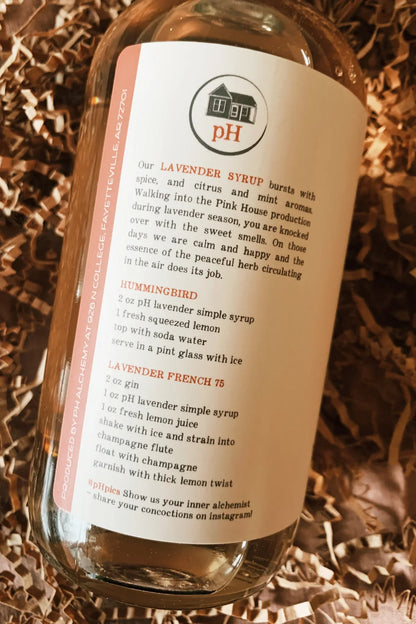 pH
Our LAVENDER SYRUP bursts with
spice, and citrus and mint aromas.
Walking into the Pink House production
during lavender season, you are knocked
over with the sweet smells. On those
days we are calm and happy and the
essence of the peaceful herb circulating
in the air does its job.
HUMMINGBIRD
2 oz pH lavender simple syrup
1 fresh squeezed lemon
top with soda water
serve in a pint glass with ice
LAVENDER FRENCH 75
2 oz gin
1 oz pH lavender simple syrup
1 oz fresh lemon juice
shake with ice and strain into
champagne flute
float with champagne
garnish with thick lemon twist
#pHpics Show us your inner alchemist
~ share your concoctions on instagram!
PRODUCED BY PH ALCHEMY AT 926 N COLLEGE, FAYETTEVILLE, AR 72701